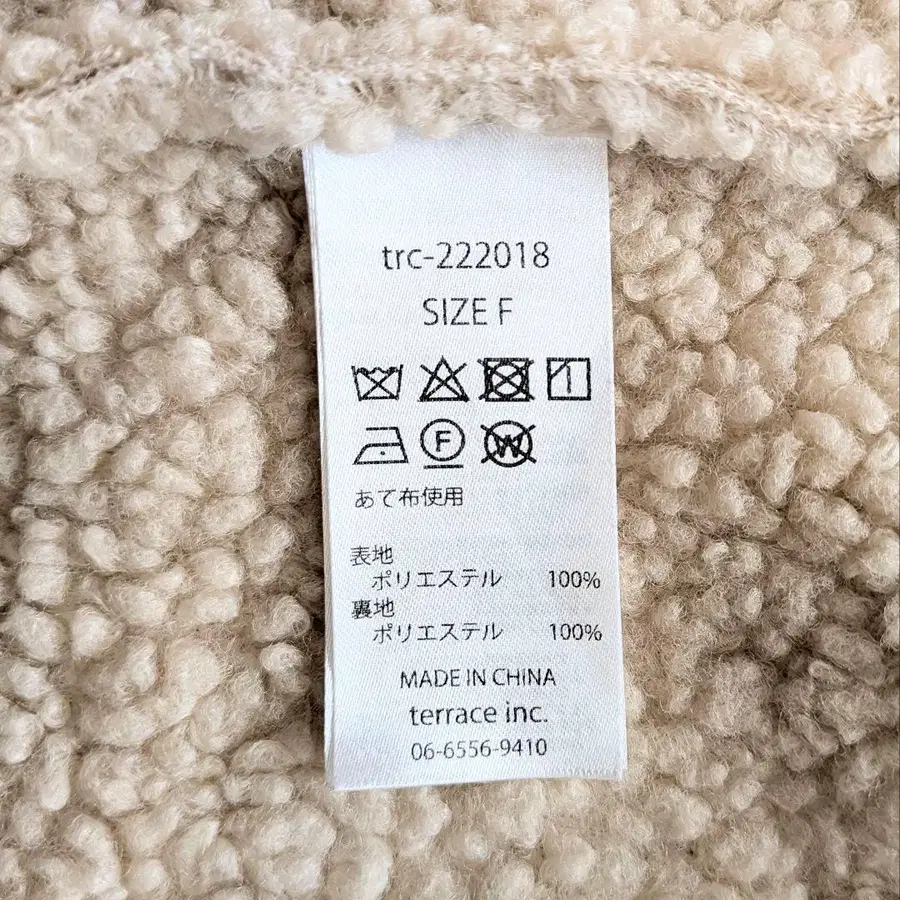 trc-222018
SIZE F
F W
あて布使用
表地
ポリエステル 100%
裏地
ポリエステル 100%
MADE IN CHINA
terrace inc.
06-6556-9410